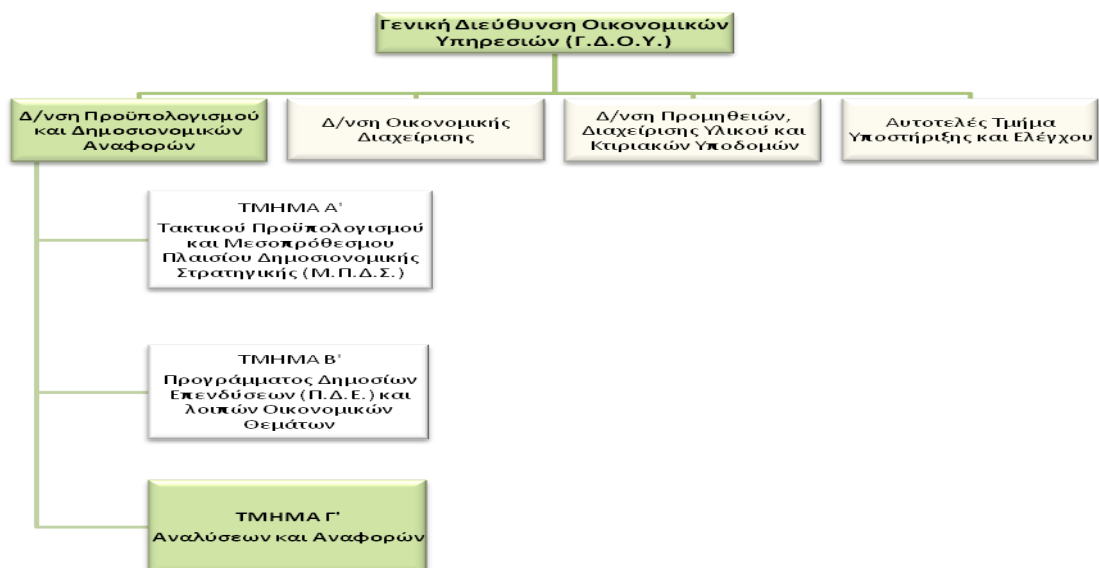 Γενική Διεύθυνση Οικονομικών
Υπηρεσιών (Γ.Δ.Ο.Υ.)
Δ/νση Προϋπολογισμού
και Δημοσιονομικών
Αναφορών
Δ/νση Οικονομικής
Διαχείρισης
Δ/νση Προμηθειών,
Διαχείρισης Υλικού και
Κτιριακών Υποδομών
Αυτοτελές Τμήμα
Υποστήριξης και Ελέγχου
ΤΜΗΜΑ Α'
Τακτικού Προϋπολογισμού
και Μεσοπρόθεσμου
Πλαισίου Δημοσιονομικής
Στρατηγικής (Μ.Π.Δ.Σ.)
ΤΜΗΜΑ Β'
Προγράμματος Δημοσίων
Επενδύσεων (Π.Δ.Ε.) και
λοιπών Οικονομικών
Θεμάτων
ΤΜΗΜΑ Γ'
Αναλύσεων και Αναφορών